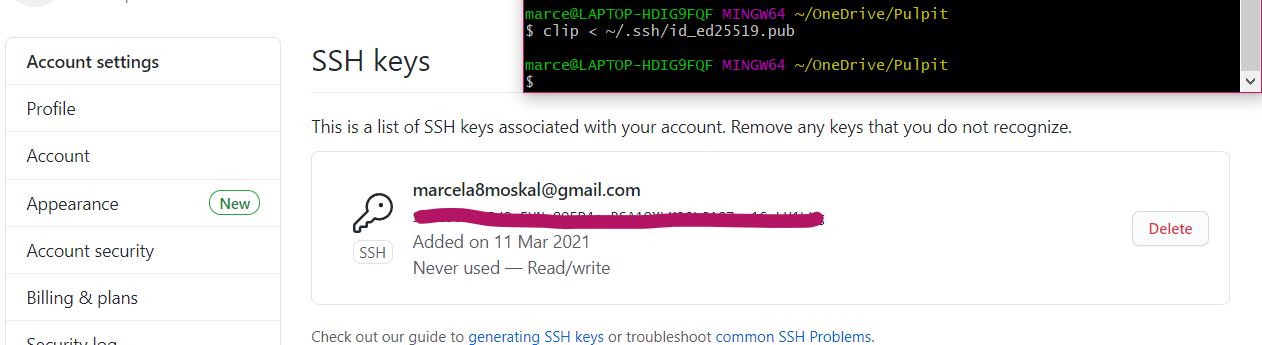 marce@LAPTOP-HDIG9FQF MINGW64 ~/OneDrive/Pulpit
$ clip < ~/.ssh/id_ed25519.pub
marce@LAPTOP-HDIG9FQF MINGW64 ~/OneDrive/Pulpit
$
Account settings
Profile
Account
Appearance New
Account security
Billing & plans
Security log
SSH keys
This is a list of SSH keys associated with your account. Remove any keys that you do not recognize.
marcela8moskal@gmail.com
SSH
Added on 11 Mar 2021
Never used — Read/write
Delete
Check out our guide to generating SSH keys or troubleshoot common SSH Problems.